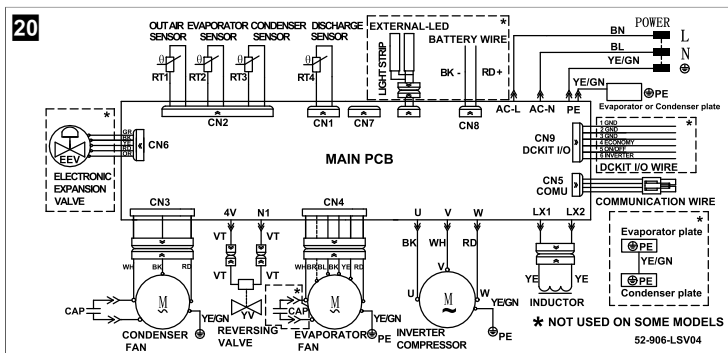 20
OUT AIR SENSOR
EVAPORATOR SENSOR
CONDENSER SENSOR
DISCHARGE SENSOR
θ θ θ θ
RT1 RT2 RT3 RT4
EXTERNAL-LED
*
LIGHT STRIP
BATTERY WIRE
BK - RD+
POWER
BN L
BL N
YE/GN
YE/GN
PE
Evaporator or Condenser plate
CN2 CN1 CN7 CN8
AC-L AC-N PE
*
EEV
GR
BK
YE
RD
OR
CN6
ELECTRONIC
EXPANSION
VALVE
MAIN PCB
CN9
DCKIT I/O
1 GND
2 GND
3 GND
4 ECONOMY
5 ON/OFF
6 INVERTER
*
DCKIT I/O WIRE
CN5
COMU
COMMUNICATION WIRE
CN3 4V N1 CN4 U V W LX1 LX2
VT VT
VT VT
WH BK RD
CAP
M
~
YE/GN
CONDENSER
FAN
YV
REVERSING
VALVE
*
CAP
WH BR BL BK YE RD
M
~
YE/GN
PE
EVAPORATOR
FAN
BK WH RD
U V W
M
~
YE/GN
PE
INVERTER
COMPRESSOR
YE YE
INDUCTOR
*
Evaporator plate
PE
YE/GN
PE
Condenser plate
* NOT USED ON SOME MODELS
52-906-LSV04